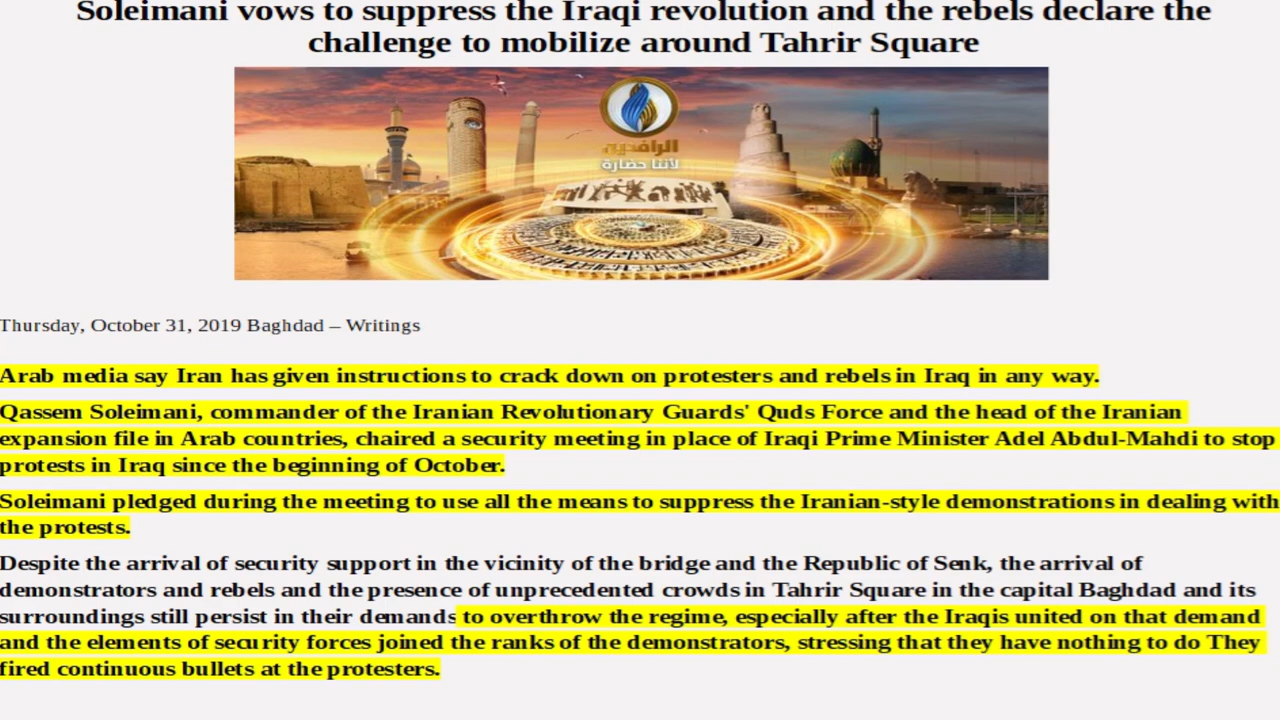 Soleimani vows to suppress the Iraqi revolution and the rebels declare the
challenge to mobilize around Tahrir Square
الرافدين
لأننا حضارة
Thursday, October 31, 2019 Baghdad – Writings
Arab media say Iran has given instructions to crack down on protesters and rebels in Iraq in any way.
Qassem Soleimani, commander of the Iranian Revolutionary Guards' Quds Force and the head of the Iranian
expansion file in Arab countries, chaired a security meeting in place of Iraqi Prime Minister Adel Abdul-Mahdi to stop
protests in Iraq since the beginning of October.
Soleimani pledged during the meeting to use all the means to suppress the Iranian-style demonstrations in dealing with
the protests.
Despite the arrival of security support in the vicinity of the bridge and the Republic of Senk, the arrival of
demonstrators and rebels and the presence of unprecedented crowds in Tahrir Square in the capital Baghdad and its
surroundings still persist in their demands to overthrow the regime, especially after the Iraqis united on that demand
and the elements of security forces joined the ranks of the demonstrators, stressing that they have nothing to do They
fired continuous bullets at the protesters.